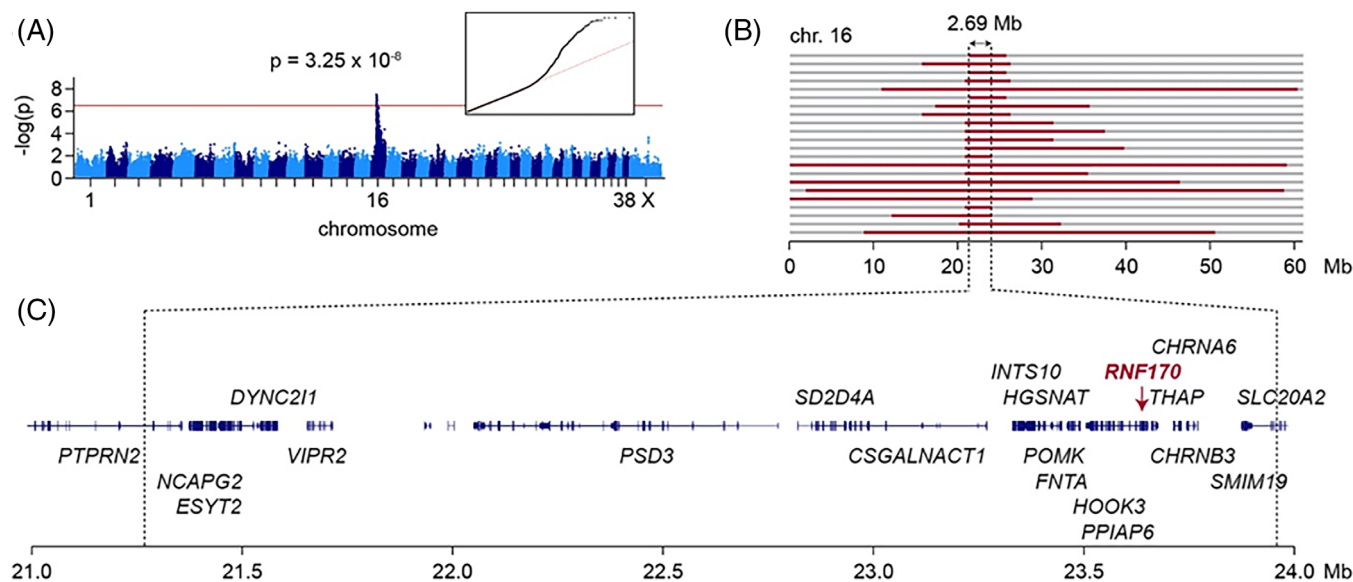 (A)
p = 3.25 x 10-8
-log(p)
8
6
4
2
0
1 16 38 X
chromosome
(B)
2.69 Mb
chr. 16
0 10 20 30 40 50 60 Mb
(C)
CHRNA6
INTS10 RNF170
DYNC2I1 SD2D4A HGSNAT THAP SLC20A2
PTPRN2 VIPR2 PSD3 CSGALNACT1 POMK CHRNB3
NCAPG2 FNTA SMIM19
ESYT2 HOOK3
PPIAP6
21.0 21.5 22.0 22.5 23.0 23.5 24.0 Mb